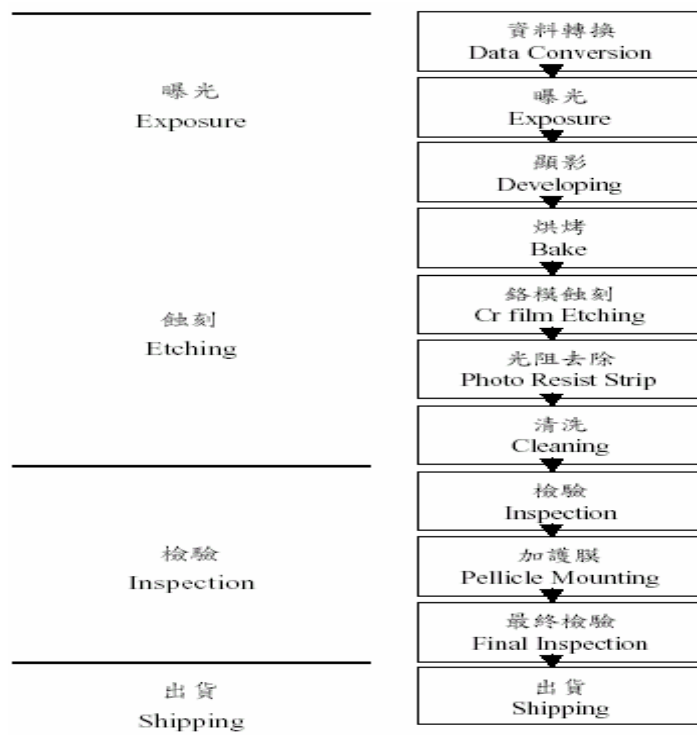 曝光
Exposure
蝕刻
Etching
檢驗
Inspection
出貨
Shipping
資料轉換
Data Conversion
曝光
Exposure
顯影
Developing
烘烤
Bake
鉻模蝕刻
Cr film Etching
光阻去除
Photo Resist Strip
清洗
Cleaning
檢驗
Inspection
加護膜
Pellicle Mounting
最終檢驗
Final Inspection
出貨
Shipping